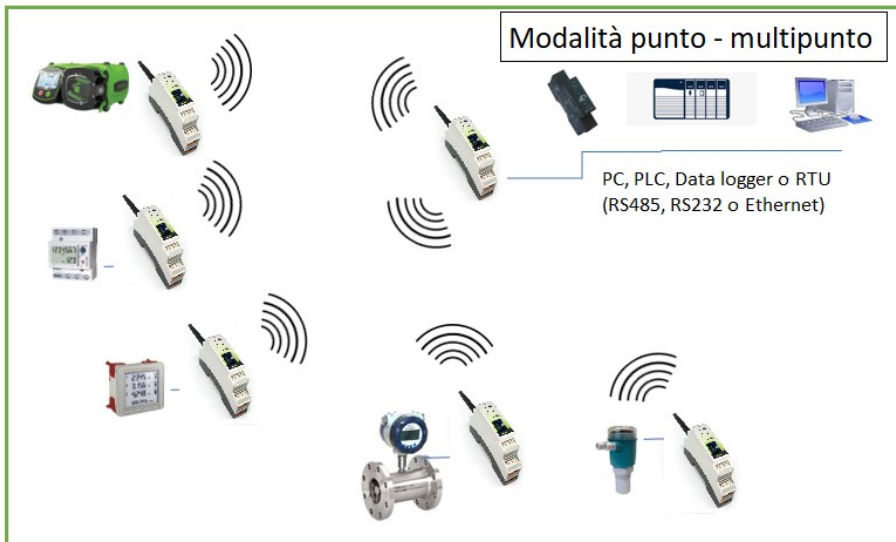 Modalità punto - multipunto
PC, PLC, Data logger o RTU
(RS485, RS232 o Ethernet)